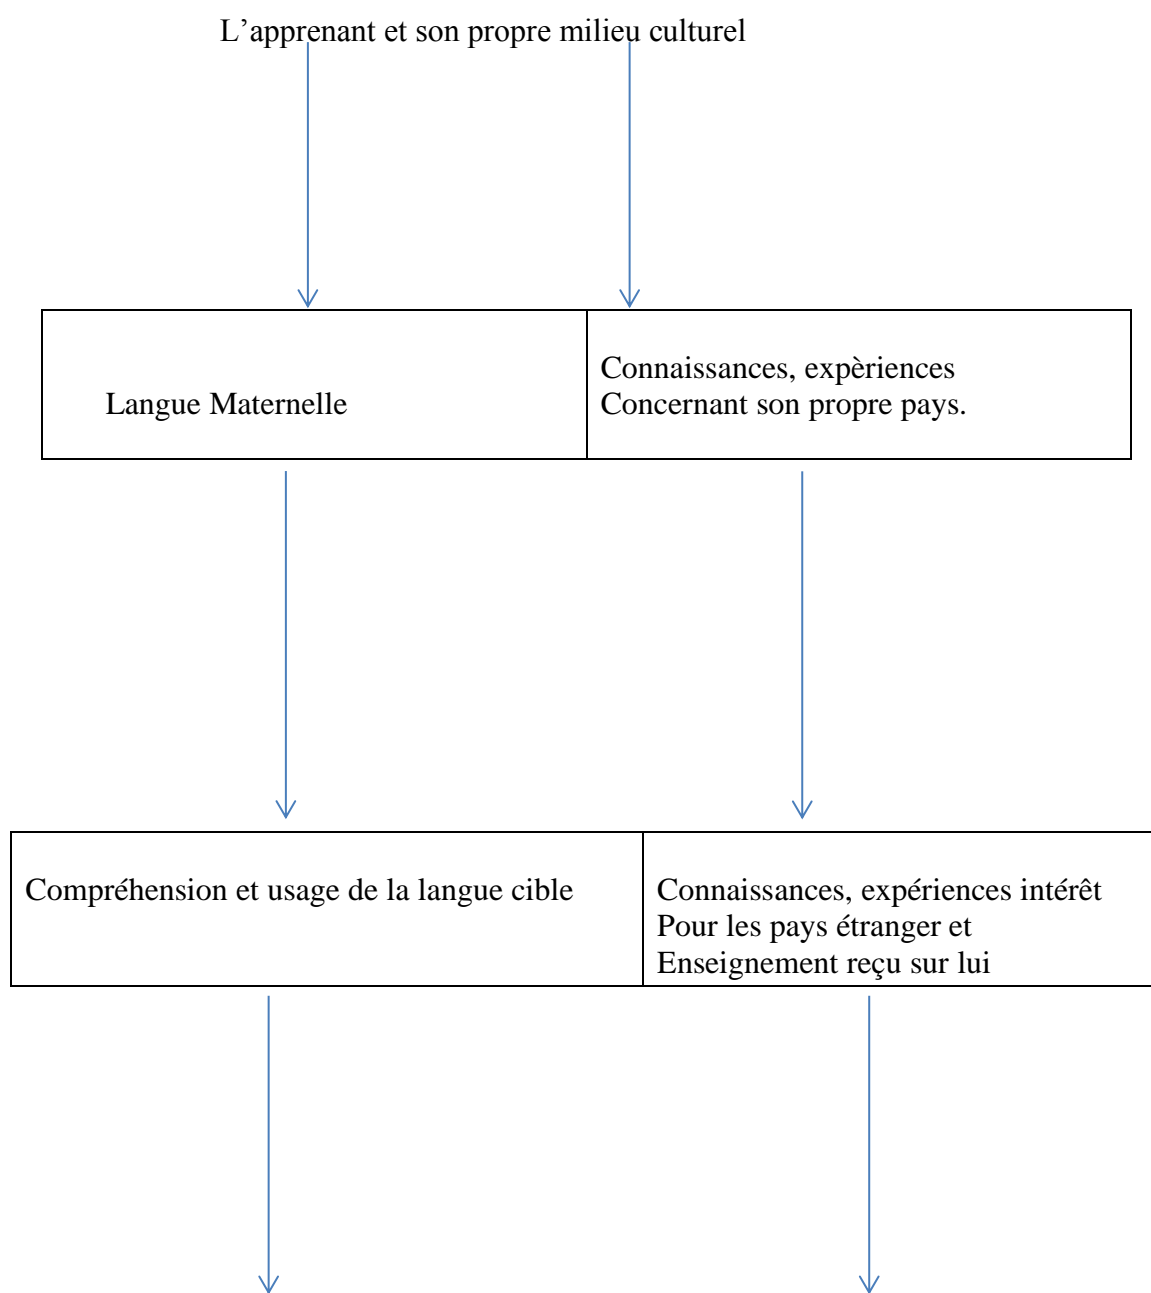 L’apprenant et son propre milieu culturel
Langue Maternelle
Connaissances, expèriences
Concernant son propre pays.
Compréhension et usage de la langue cible
Connaissances, expériences intérêt
Pour les pays étranger et
Enseignement reçu sur lui